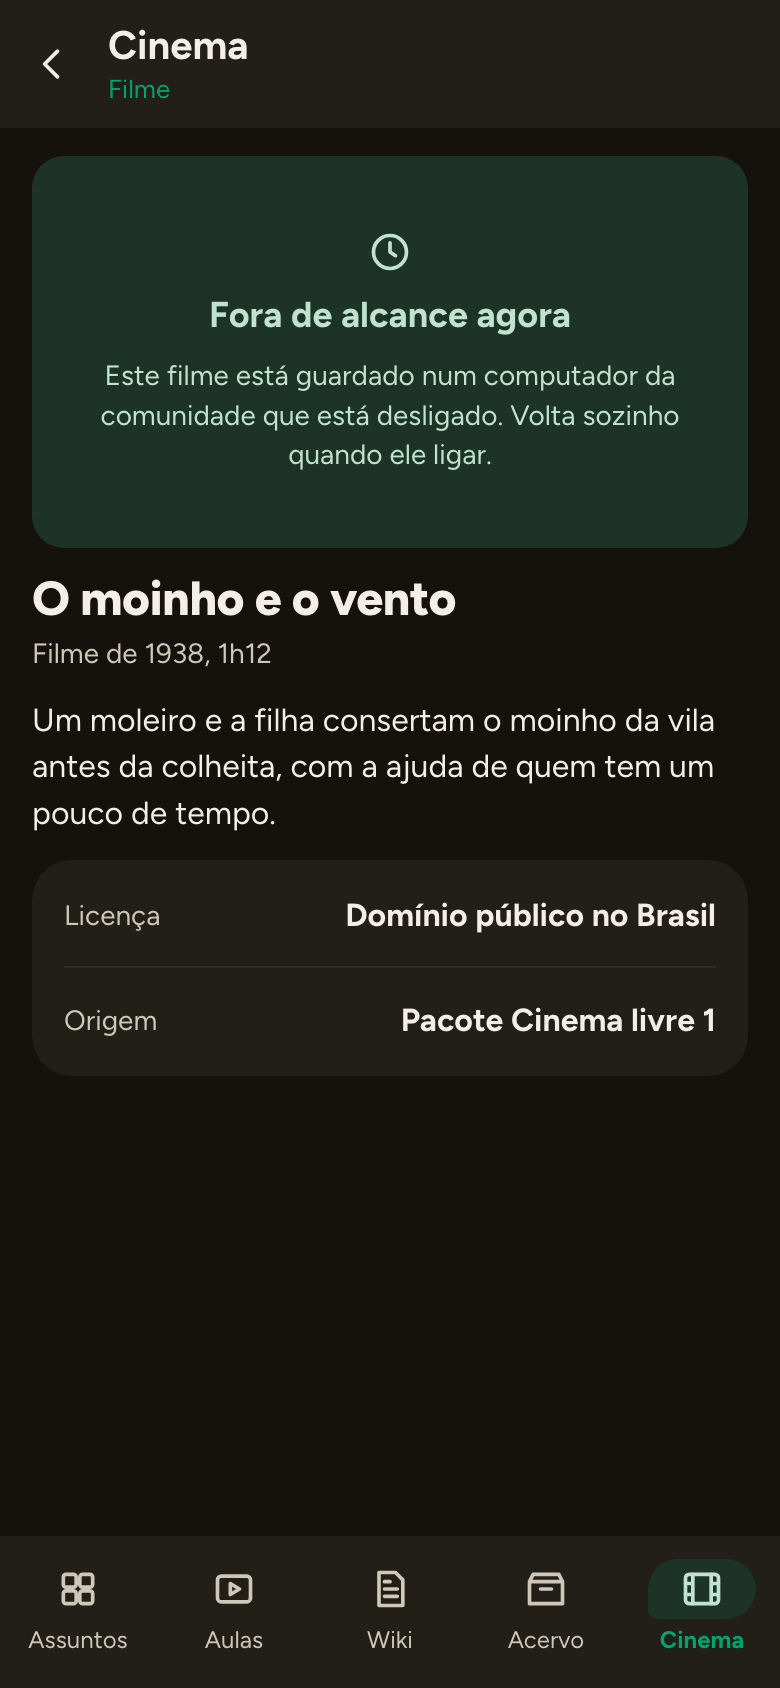 Cinema
Filme
Fora de alcance agora
Este filme está guardado num computador da
comunidade que está desligado. Volta sozinho
quando ele ligar.
O moinho e o vento
Filme de 1938, 1h12
Um moleiro e a filha consertam o moinho da vila
antes da colheita, com a ajuda de quem tem um
pouco de tempo.
Licença Domínio público no Brasil
Origem Pacote Cinema livre 1
Assuntos Aulas Wiki Acervo Cinema